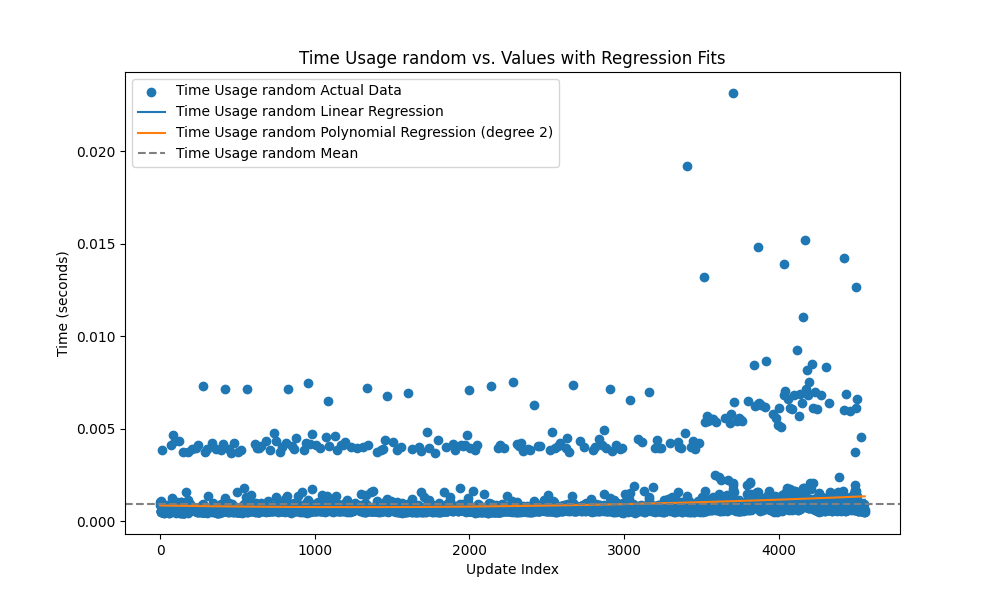 Time Usage random vs. Values with Regression Fits
Time Usage random Actual Data
Time Usage random Linear Regression
Time Usage random Polynomial Regression (degree 2)
Time Usage random Mean
Time (seconds)
0.020
0.015
0.010
0.005
0.000
0 1000 2000 3000 4000
Update Index